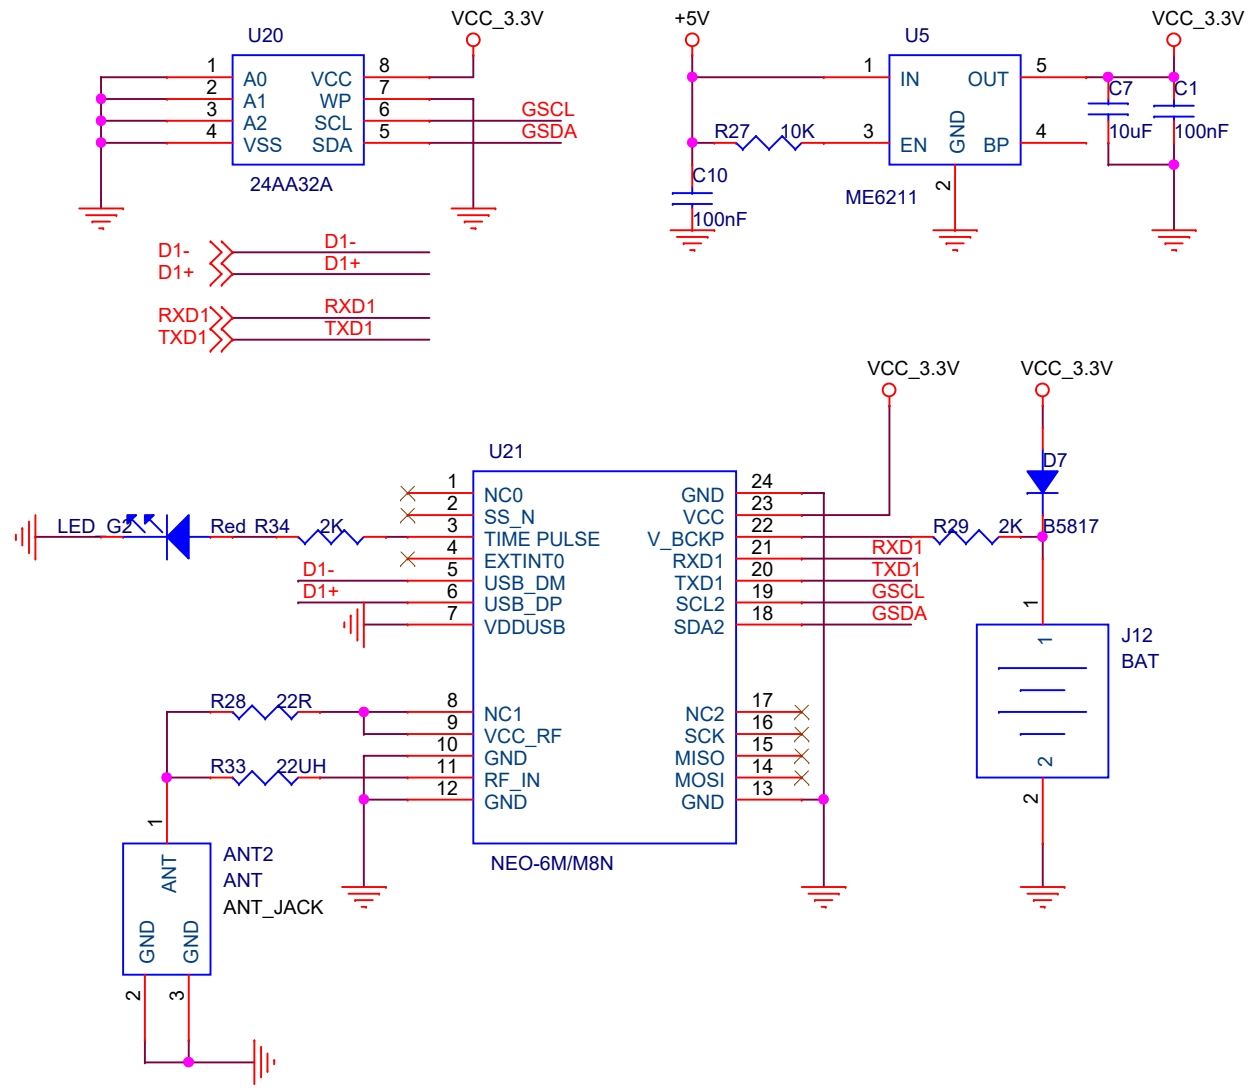 VCC_3.3V
U20
1 A0 VCC 8
2 A1 WP 7
3 A2 SCL 6 GSCL
4 VSS SDA 5 GSDA
24AA32A
+5V
U5
VCC_3.3V
1 IN OUT 5
C7 C1
10uF 100nF
R27 10K 3 EN GND BP 4
2
C10
100nF
ME6211
D1- D1-
D1+ D1+
RXD1 RXD1
TXD1 TXD1
VCC_3.3V
VCC_3.3V
U21
D7
B5817
1 NC0 GND 24
2 SS_N VCC 23
LED_G2 Red R34 2K 3 TIME PULSE V_BCKP 22 R29 2K
4 EXTINT0 RXD1 21 RXD1
D1- 5 USB_DM TXD1 20 TXD1
D1+ 6 USB_DP SCL2 19 GSCL
7 VDDUSB SDA2 18 GSDA
R28 22R 8 NC1 NC2 17
9 VCC_RF SCK 16
10 GND MISO 15
R33 22UH 11 RF_IN MOSI 14
12 GND GND 13
NEO-6M/M8N
1
1
J12
BAT
2
2
1
ANT
GND GND
2 3
ANT2
ANT
ANT_JACK